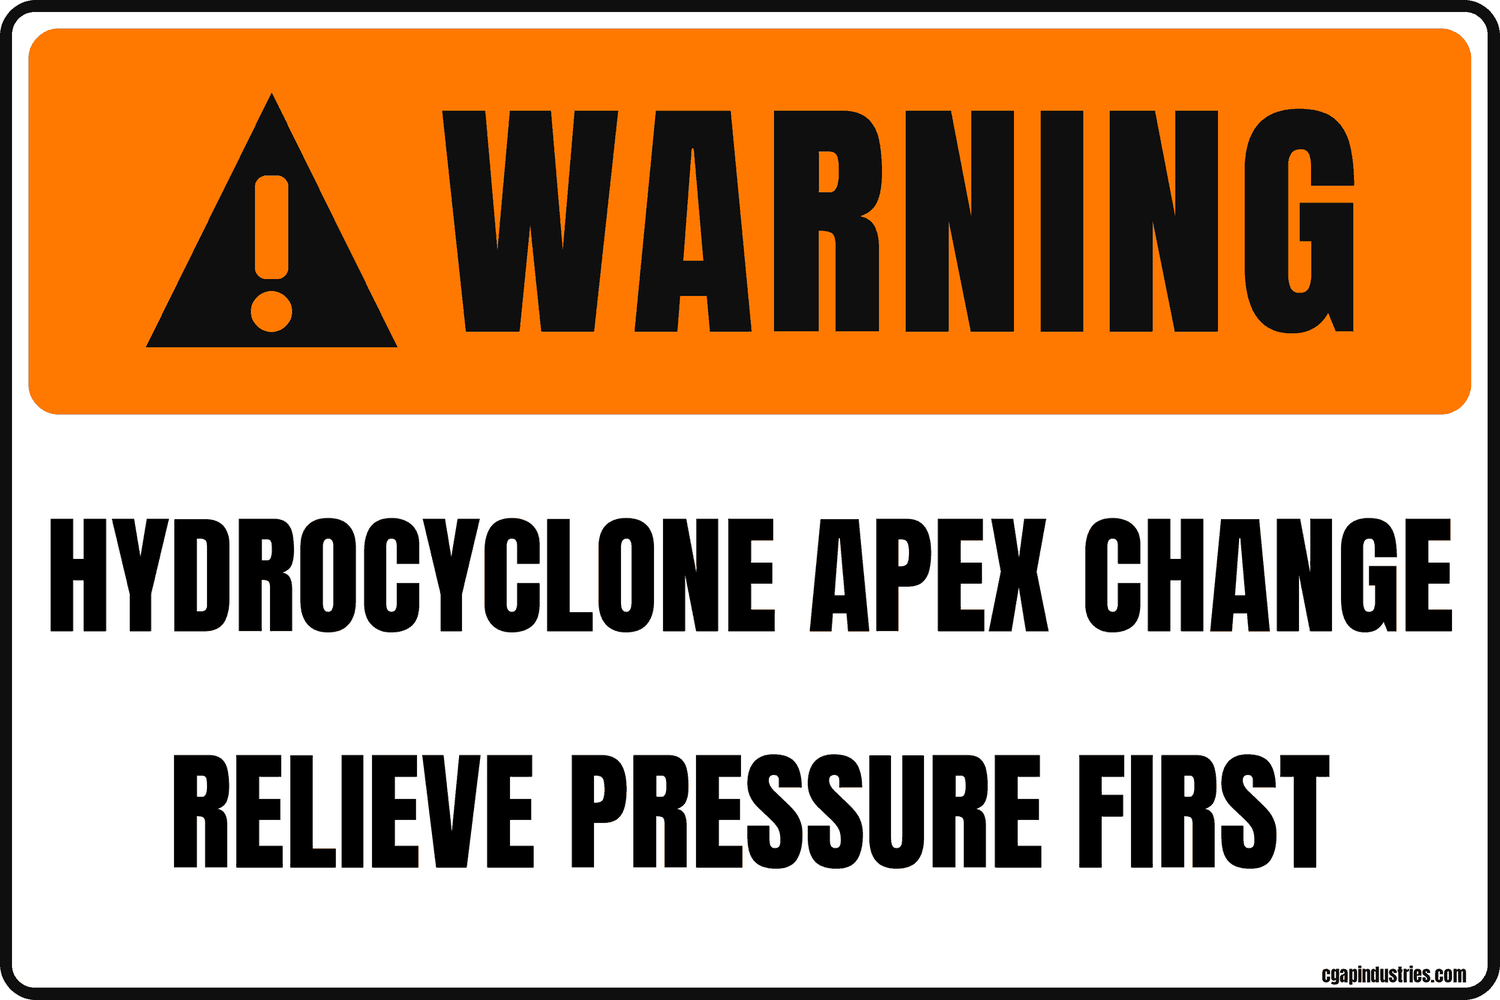 WARNING
HYDROCYCLONE APEX CHANGE
RELIEVE PRESSURE FIRST
cgapindustries.com